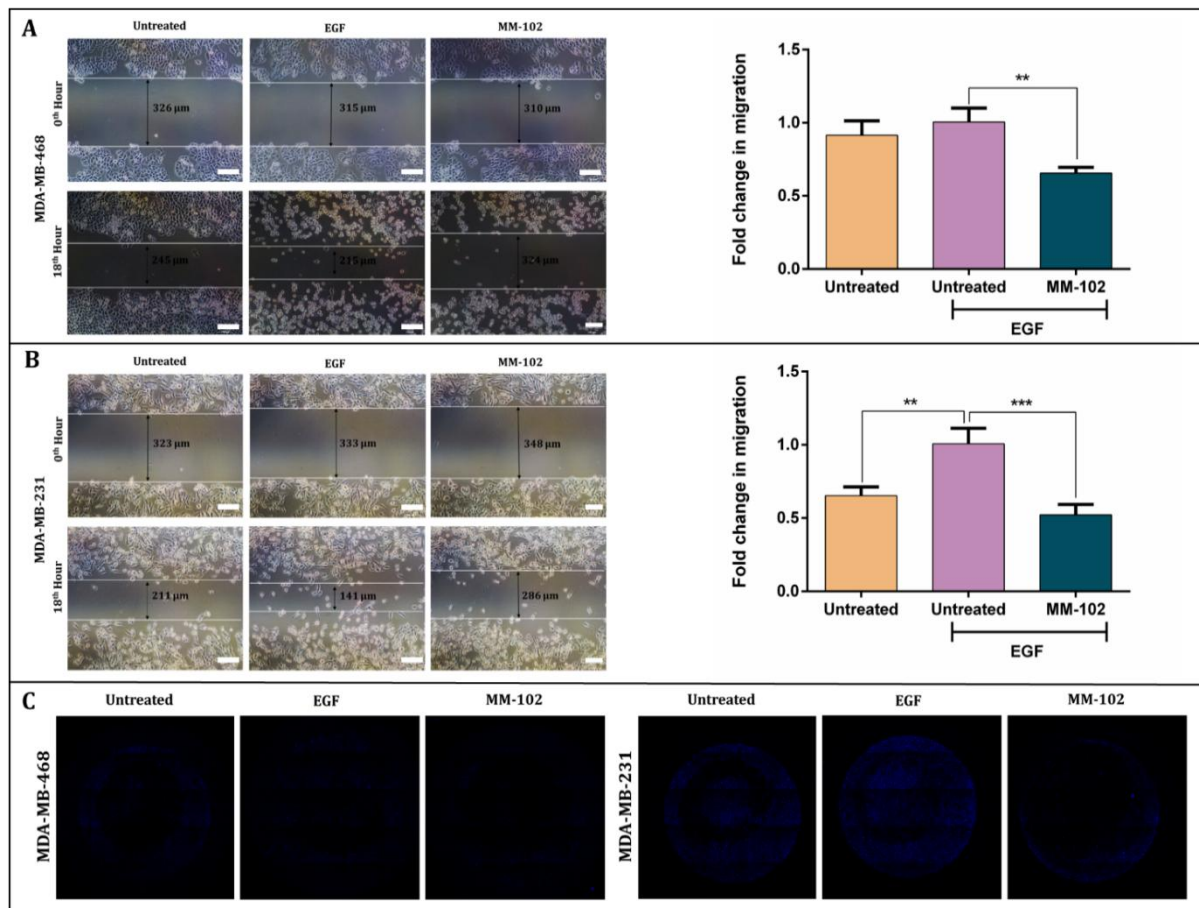 A
Untreated
EGF
MM-102
MDA-MB-468
0th Hour
326 µm
315 µm
310 µm
18th Hour
245 µm
215 µm
324 µm
Fold change in migration
1.5
1.0
0.5
0.0
**
Untreated
Untreated
MM-102
EGF
B
Untreated
EGF
MM-102
MDA-MB-231
0th Hour
323 µm
333 µm
348 µm
18th Hour
211 µm
141 µm
286 µm
Fold change in migration
1.5
1.0
0.5
0.0
**
***
Untreated
Untreated
MM-102
EGF
C
Untreated
EGF
MM-102
MDA-MB-468
Untreated
EGF
MM-102
MDA-MB-231